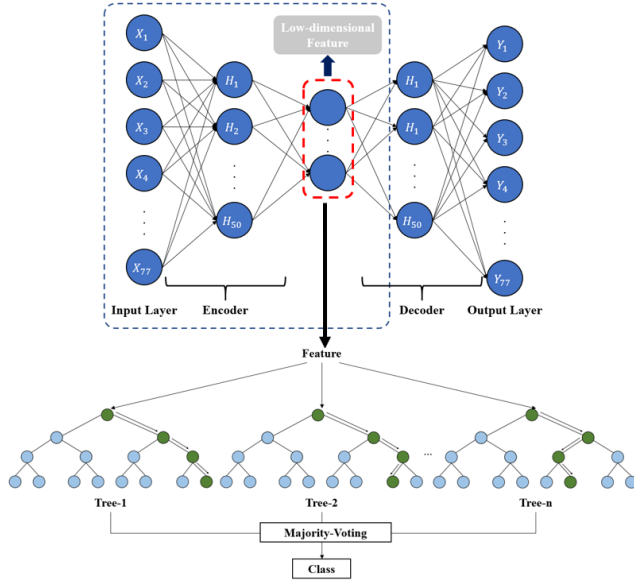 Low-dimensional
Feature
X₁
X₂
X₃
X₄
X₇₇
H₁
H₂
H₅₀
H₁
H₁
H₅₀
Y₁
Y₂
Y₃
Y₄
Y₇₇
Input Layer
Encoder
Decoder
Output Layer
Feature
...
Tree-1
Tree-2
Tree-n
Majority-Voting
Class